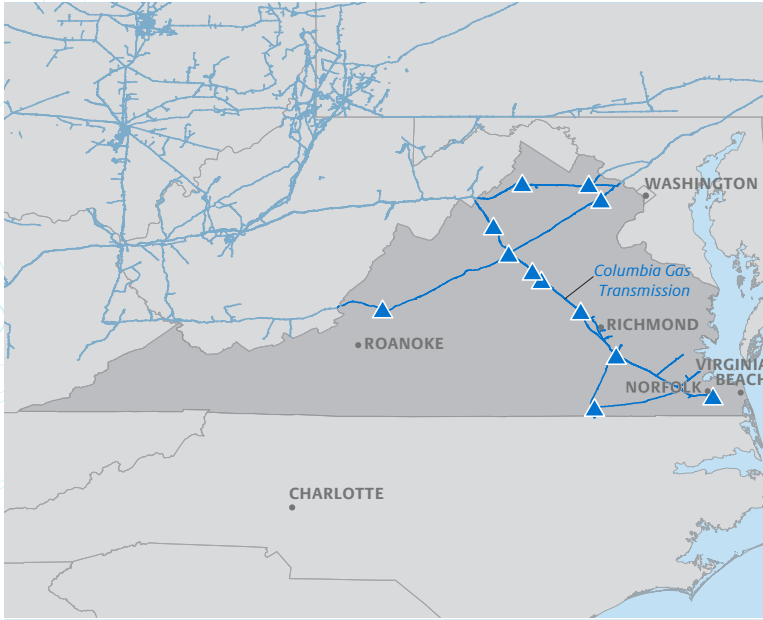 WASHINGTON
Columbia Gas
Transmission
RICHMOND
ROANOKE
VIRGINIA
BEACH
NORFOLK
CHARLOTTE